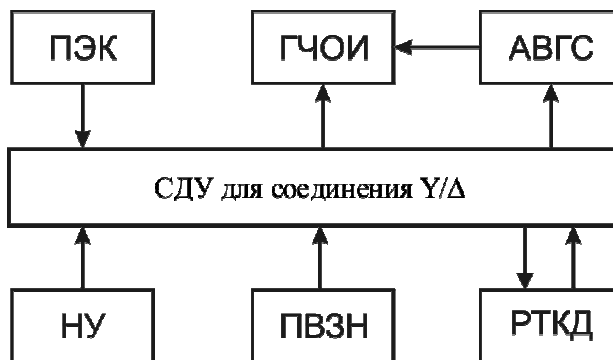 ПЭК
ГЧОИ
АВГС
СДУ для соединения Y/Δ
НУ
ПВЗН
РТКД